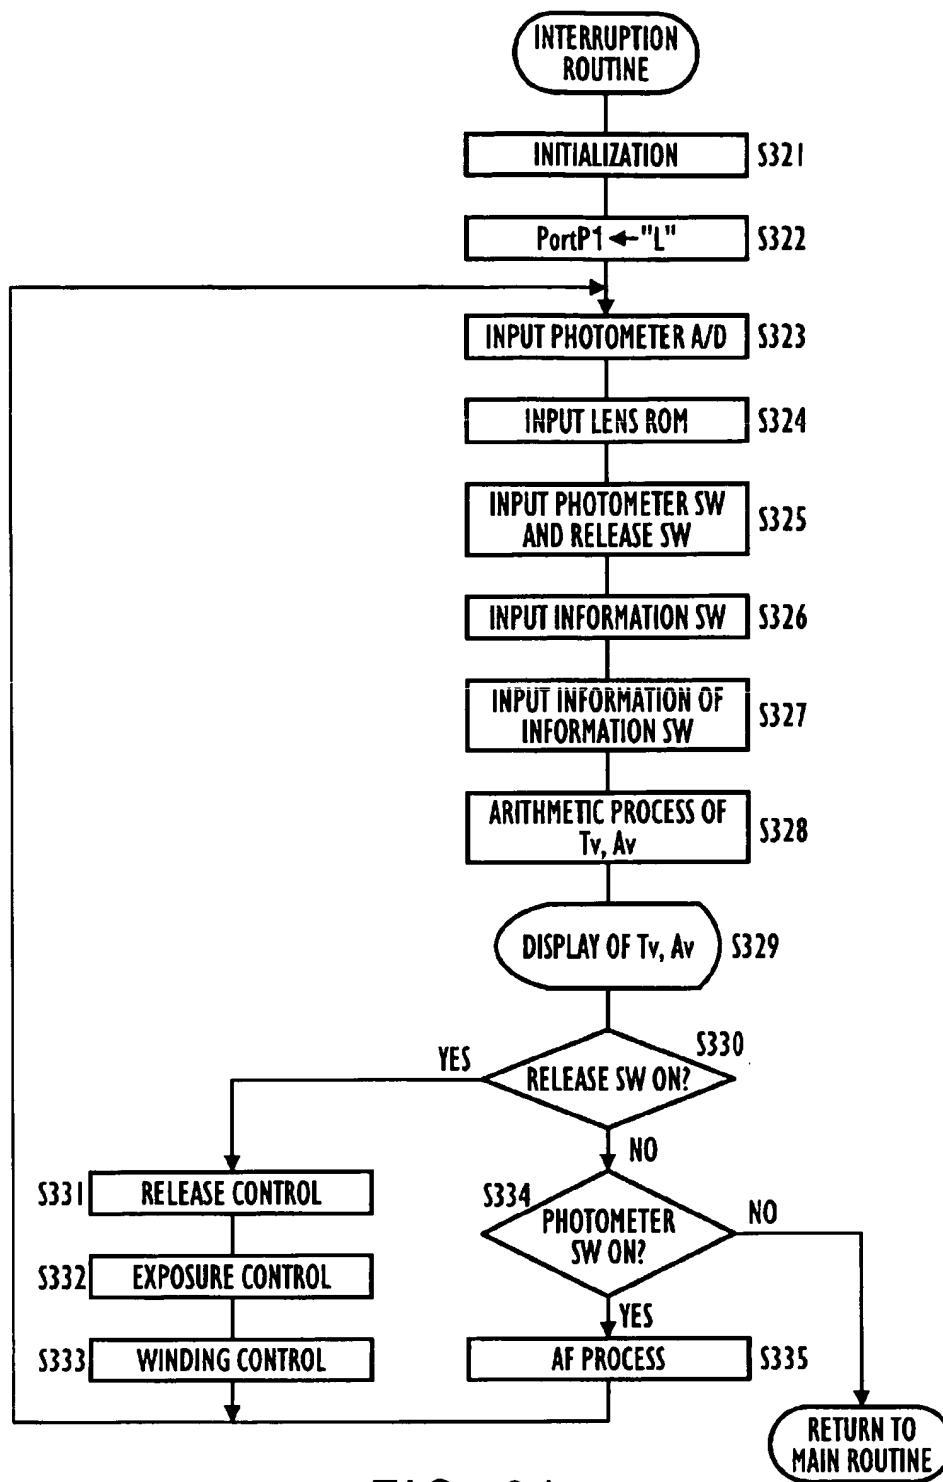 INTERRUPTION
ROUTINE
INITIALIZATION
S321
PortP1 ← "L"
S322
INPUT PHOTOMETER A/D
S323
INPUT LENS ROM
S324
INPUT PHOTOMETER SW
AND RELEASE SW
S325
INPUT INFORMATION SW
S326
INPUT INFORMATION OF
INFORMATION SW
S327
ARITHMETIC PROCESS OF
Tv, Av
S328
DISPLAY OF Tv, Av
S329
S330
YES
RELEASE SW ON?
NO
S331
RELEASE CONTROL
S332
EXPOSURE CONTROL
S333
WINDING CONTROL
S334
PHOTOMETER
SW ON?
NO
YES
AF PROCESS
S335
RETURN TO
MAIN ROUTINE